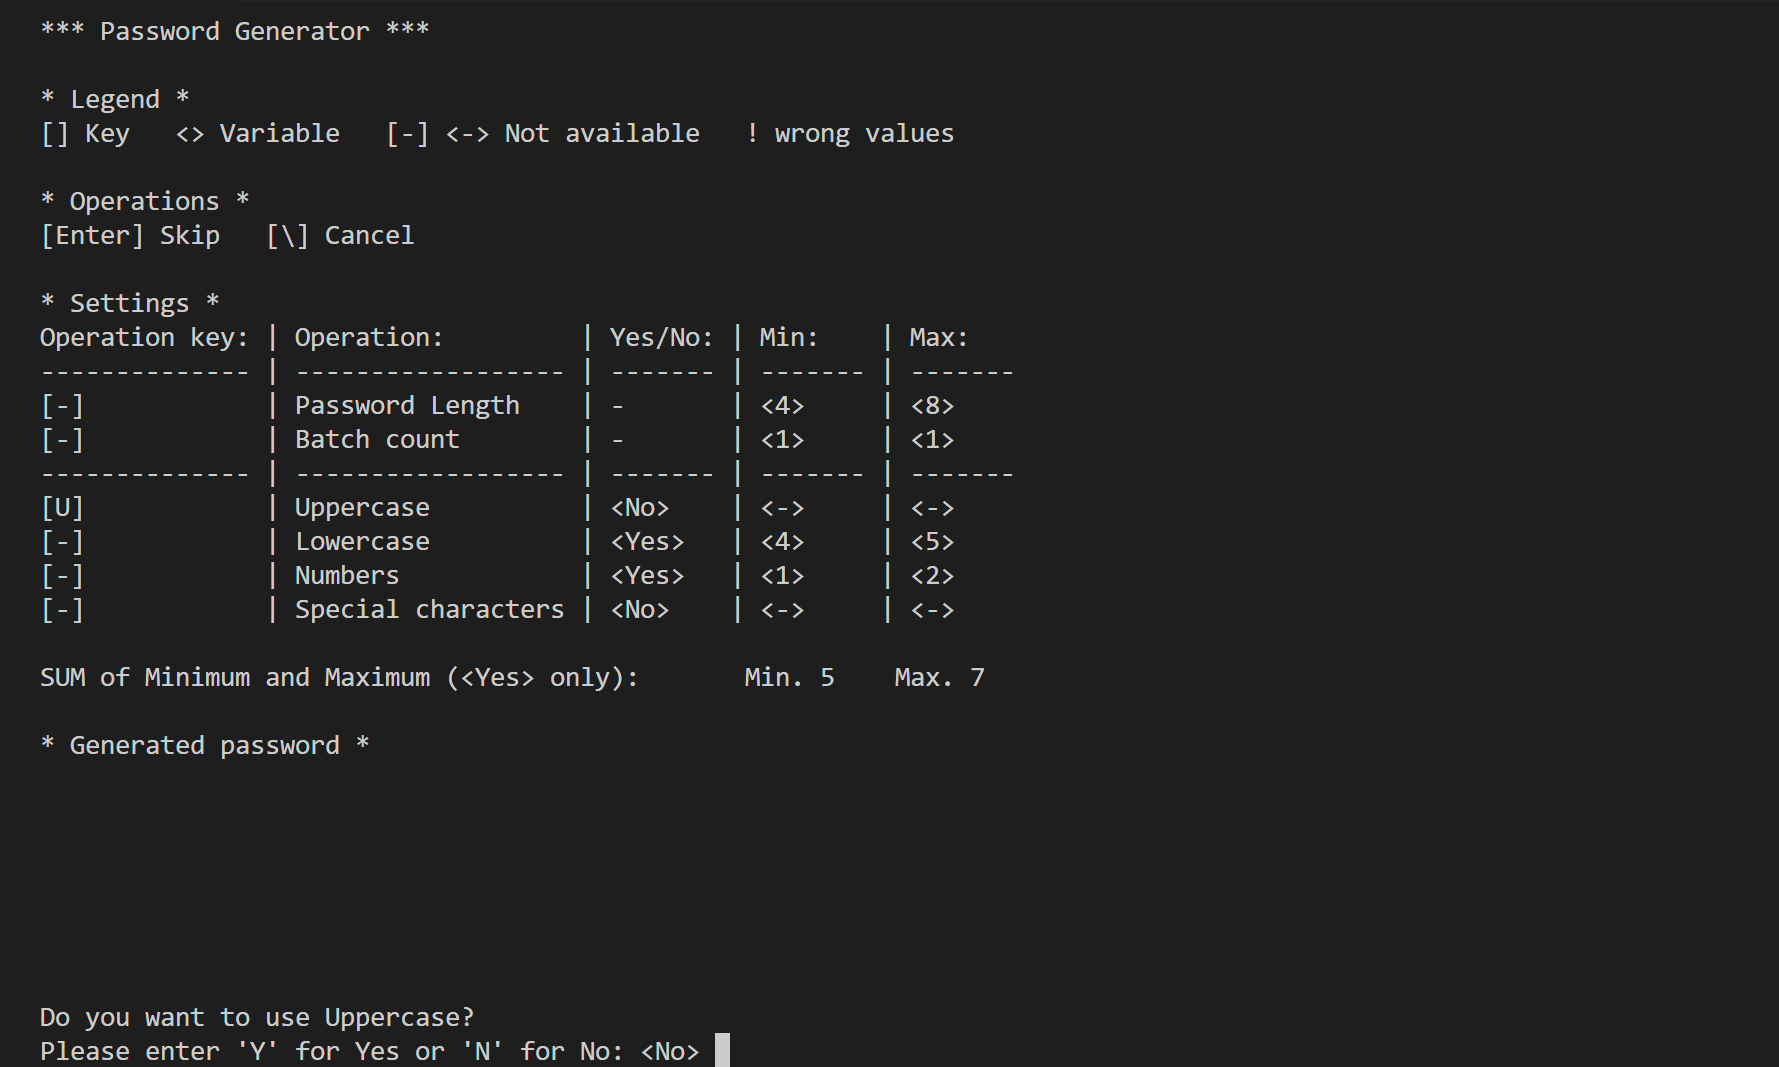 *** Password Generator ***
* Legend *
[] Key   <> Variable   [-] <-> Not available   ! wrong values
* Operations *
[Enter] Skip   [\] Cancel
* Settings *
Operation key: | Operation:         | Yes/No: | Min:    | Max:
-------------- | ------------------ | ------- | ------- | -------
[-]            | Password Length    | -       | <4>     | <8>
[-]            | Batch count        | -       | <1>     | <1>
-------------- | ------------------ | ------- | ------- | -------
[U]            | Uppercase          | <No>    | <->     | <->
[-]            | Lowercase          | <Yes>   | <4>     | <5>
[-]            | Numbers            | <Yes>   | <1>     | <2>
[-]            | Special characters | <No>    | <->     | <->
SUM of Minimum and Maximum (<Yes> only):       Min. 5    Max. 7
* Generated password *
Do you want to use Uppercase?
Please enter 'Y' for Yes or 'N' for No: <No>